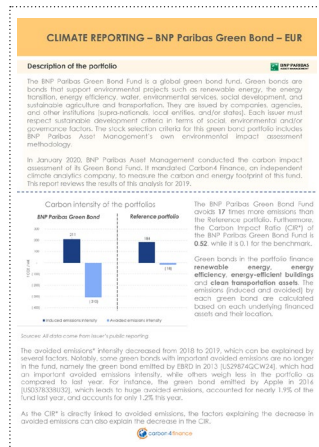 CLIMATE REPORTING – BNP Paribas Green Bond – EUR
Description of the portfolio
BNP PARIBAS
The BNP Paribas Green Bond Fund is a global green bond fund. Green bonds are
bonds that support environmental projects such as renewable energy, the energy
transition, energy efficiency, water, environmental services, social development, and
sustainable agriculture and transportation. They are issued by companies, agencies,
and other institutions (supra-nationals, local entities, and/or states). Each issuer must
respect sustainable development criteria in terms of social, environmental and/or
governance factors. The stock selection criteria for this green bond portfolio includes
BNP Paribas Asset Management's own environmental impact assessment
methodology.
In January 2020, BNP Paribas Asset Management conducted the carbon impact
assessment of its Green Bond Fund. It mandated Carbon4 Finance, an independent
climate analytics company, to measure the carbon and energy footprint of this fund.
This report reviews the results of this analysis for 2019.
Carbon intensity of the portfolios
BNP Paribas Green Bond
Reference portfolio
Induced emissions intensity
Avoided emissions intensity
The BNP Paribas Green Bond Fund
avoids 17 times more emissions than
the Reference portfolio. Furthermore,
the Carbon Impact Ratio (CIR*) of
the BNP Paribas Green Bond Fund is
0.52, while it is 0.1 for the benchmark.
Green bonds in the portfolio finance
renewable energy, energy
efficiency, energy-efficient buildings
and clean transportation assets. The
emissions (induced and avoided) by
each green bond are calculated
based on each underlying financed
assets and their location.
Sources: All data come from issuer's public reporting
The avoided emissions* intensity decreased from 2018 to 2019, which can be explained by
several factors. Notably, some green bonds with important avoided emissions are no longer
in the fund, namely the green bond emitted by EBRD in 2013 (US29874QCW24), which had
an important avoided emissions intensity, while others weigh less in the portfolio as
compared to last year. For instance, the green bond emitted by Apple in 2016
(US037833BU32), which leads to huge avoided emissions, accounted for nearly 1.9% of the
fund last year, and accounts for only 1.2% this year.
As the CIR* is directly linked to avoided emissions, the factors explaining the decrease in
avoided emissions can also explain the decrease in the CIR.
carbon4finance